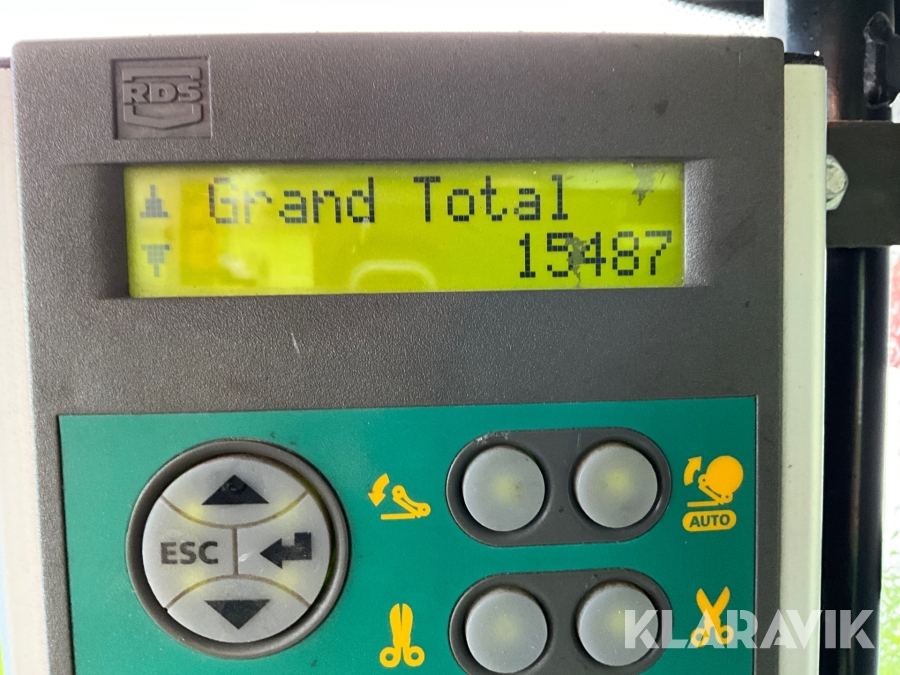 RDS
Grand Total
15487
ESC
AUTO
KLARAVIK